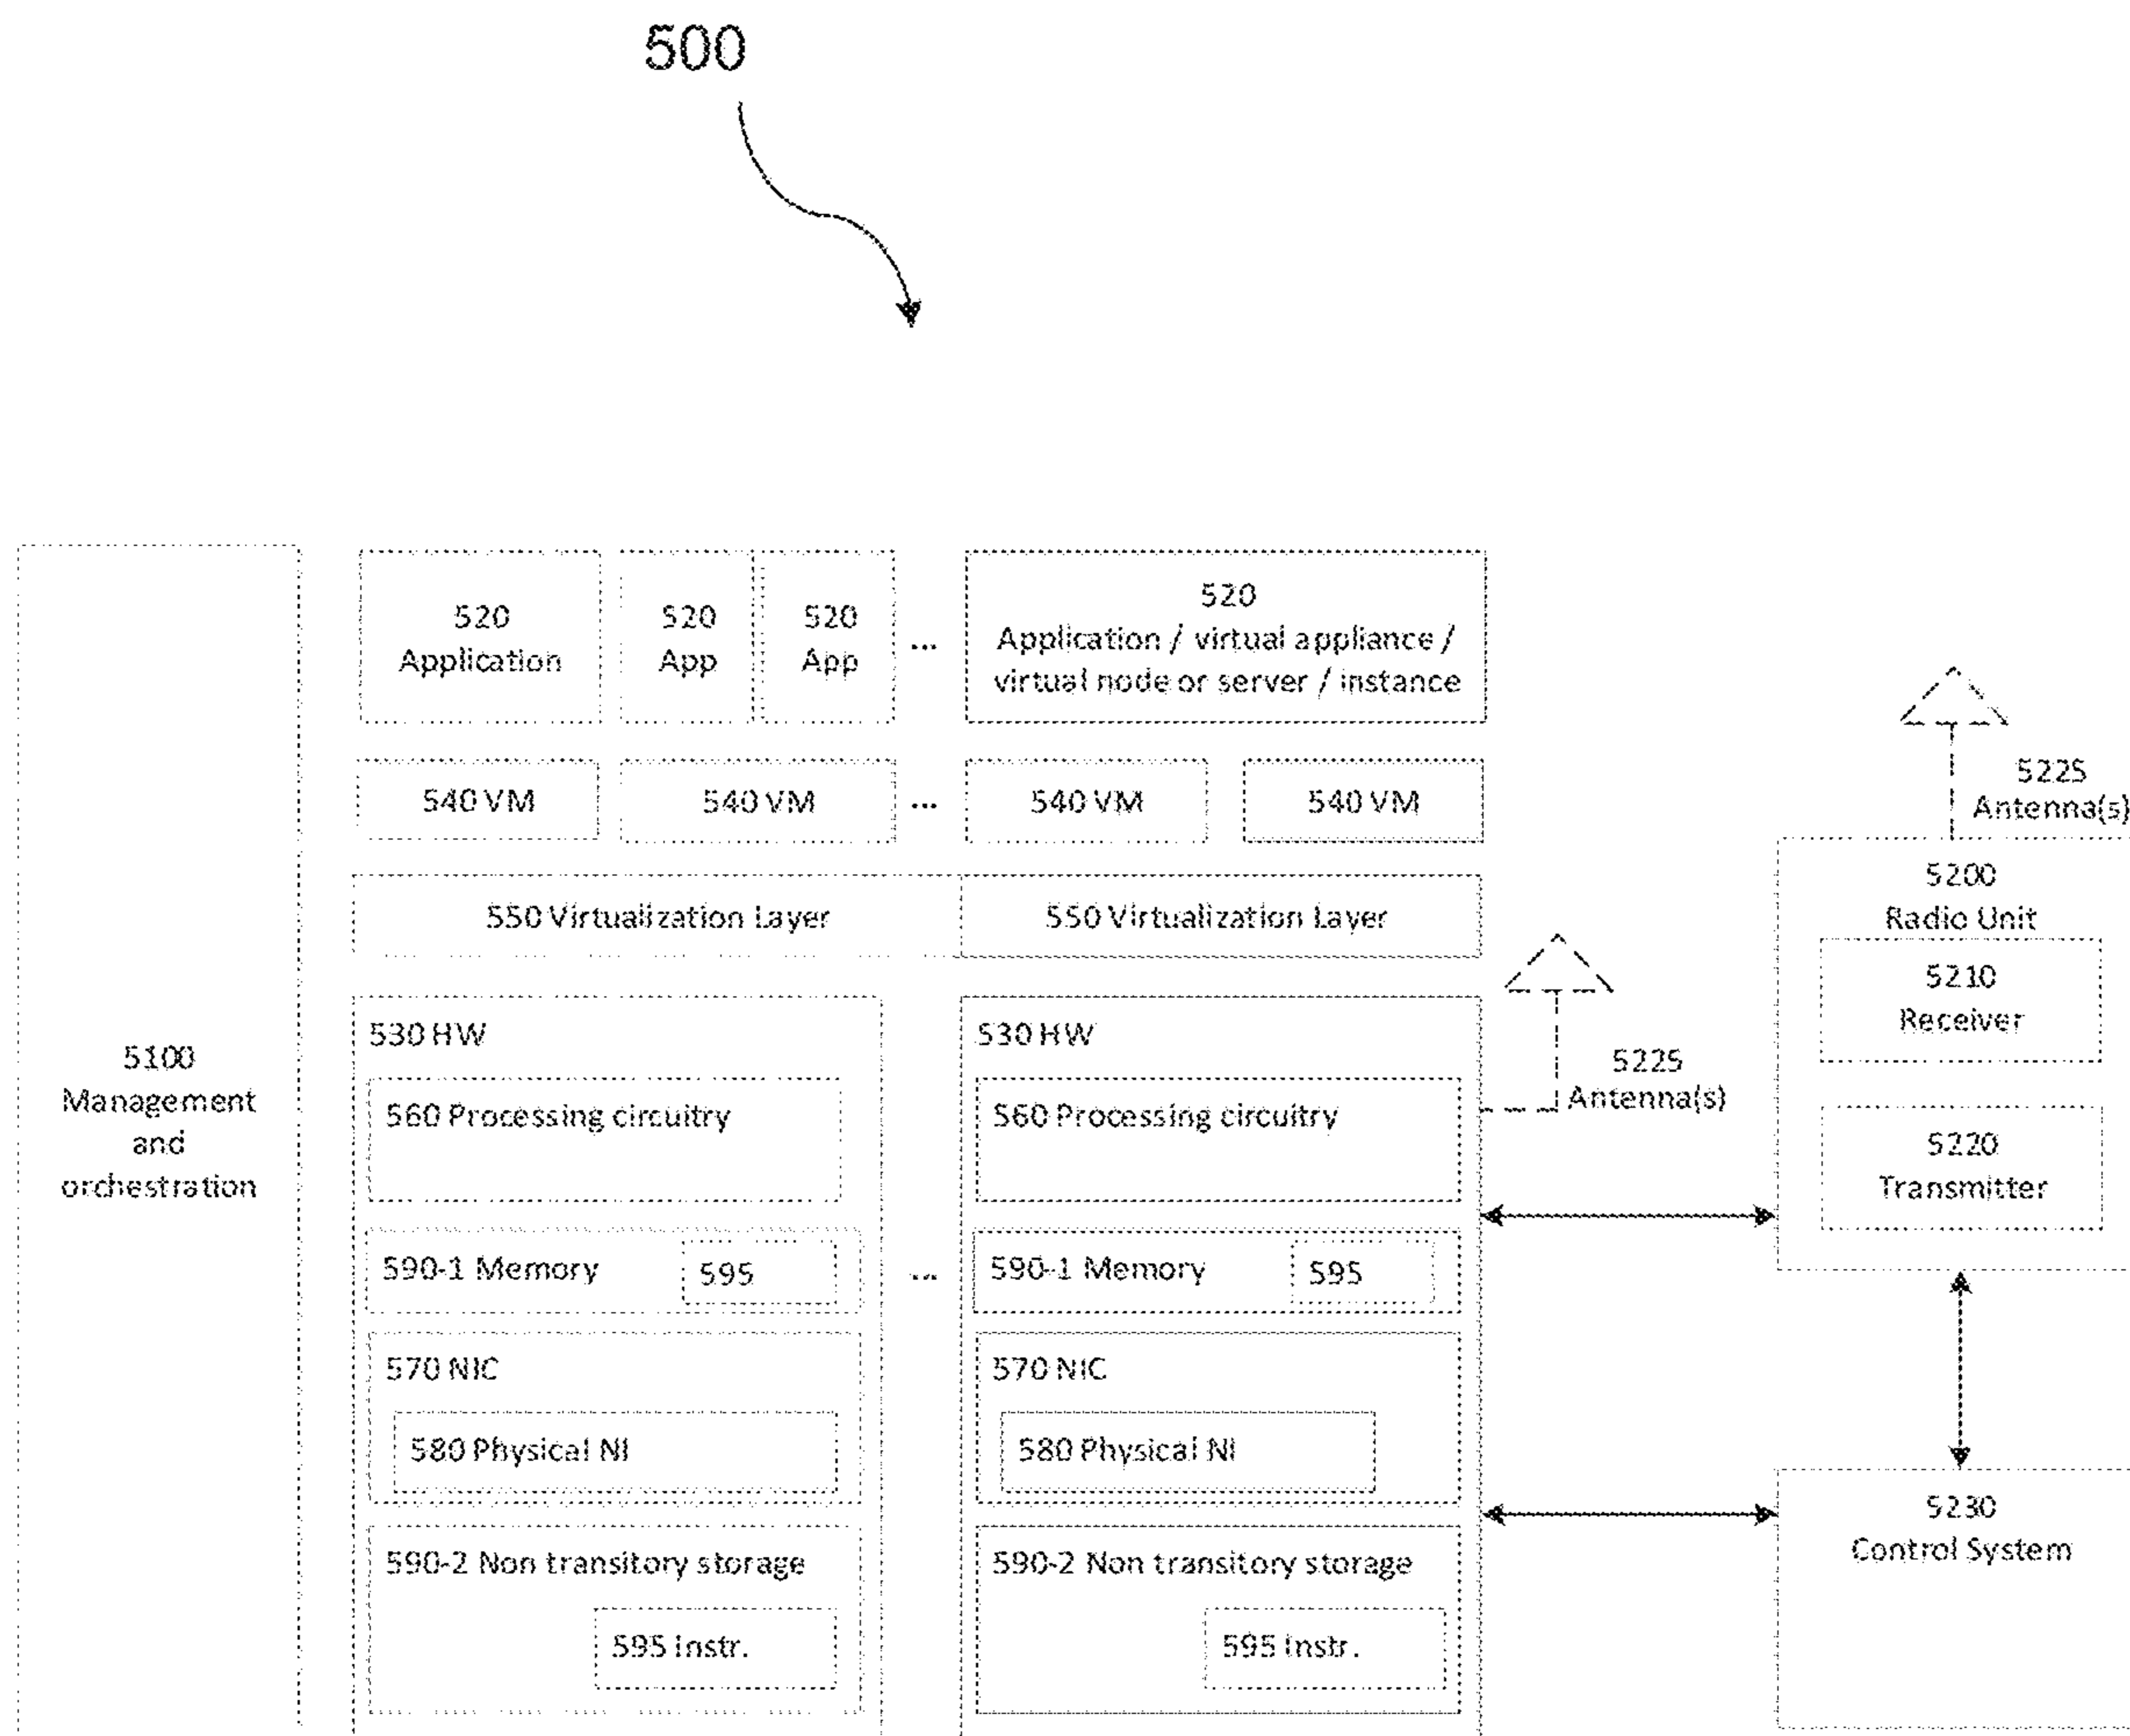 500
5100
Management
and
orchestration
520
Application
520
App
520
App
...
520
Application / virtual appliance /
virtual node or server / instance
540 VM
540 VM
...
540 VM
540 VM
550 Virtualization Layer
550 Virtualization Layer
530 HW
560 Processing circuitry
590-1 Memory
595
570 NIC
580 Physical NI
590-2 Non transitory storage
595 Instr.
...
530 HW
560 Processing circuitry
590-1 Memory
595
570 NIC
580 Physical NI
590-2 Non transitory storage
595 Instr.
5225
Antenna(s)
5225
Antenna(s)
5200
Radio Unit
5210
Receiver
5220
Transmitter
5230
Control System